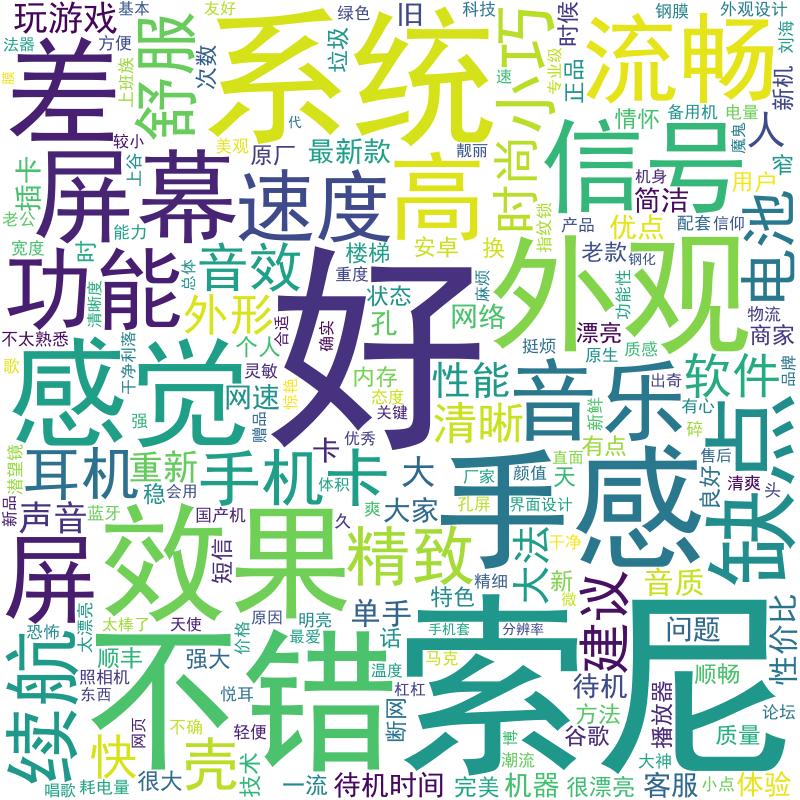 玩游戏
基本
友好
绿色
科技
旧
钢膜
外观设计
法器
方便
膜
上班族
差
舒服
次数
垃圾
系统
小巧
专业级
速
正品
时候
流畅
刘海
新机
情怀
备用机
电量
较小
美观
代
靓丽
魔鬼
人
屏幕
原厂
最新款
高
时尚
信号
插卡
上谷
速度
机身
简洁
用户
老公
能力
指纹锁
产品
优点
配套
信仰
电池
宽度
时
音效
楼梯
安卓
换
老款
钢化
功能
清晰度
总体
重度
麻烦
功能性
物流
外形
合适
确实
好
状态
孔
网络
外观
漂亮
商家
不太熟悉
个人
挺烦
原生
质感
歌
干净利落
灵敏
惊艳
内存
态度
性能
出奇
软件
品牌
感觉
网速
强
赠品
关键
清晰
音乐
新鲜
有心
碎
缺点
优秀
卡
潜望镜
耳机
重新
手机卡
大
手感
厂家
颜值
直面
天
有点
售后
良好
清爽
头
新品
稳
会用
体积
爽
孔屏
界面设计
声音
蓝牙
国产机
久
大家
干净
屏
效果
短信
精致
大法
新
建议
音质
太漂亮
精细
特色
微
恐怖
太棒了
天使
原因
明亮
单手
手机套
分辨率
问题
性价比
续航
顺丰
强大
价格
最爱
话
索尼
待机
顺畅
照相机
不错
温度
马克
播放器
东西
悦耳
断网
杠杠
方法
论坛
网页
不确
轻便
博
谷歌
质量
快
壳
技术
潮流
大神
唱歌
耗电量
很大
一流
待机时间
完美
机器
很漂亮
客服
小点
体验